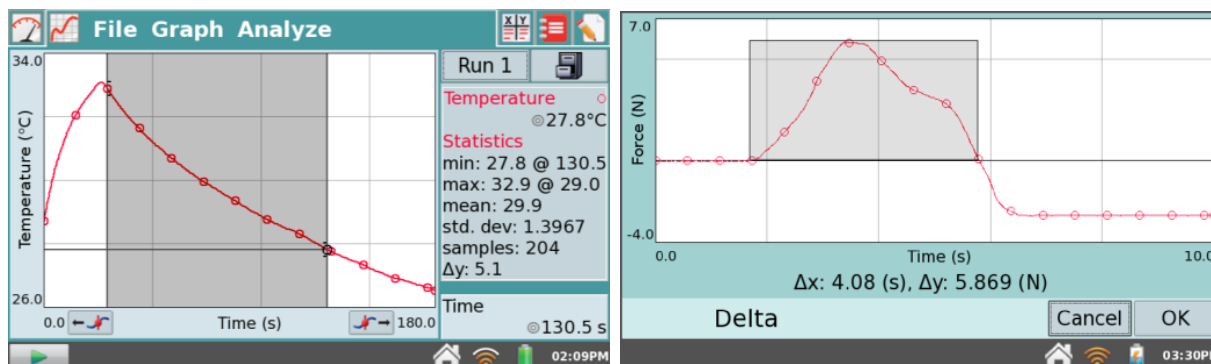 File Graph Analyze
X Y
34.0
Temperature (°C)
26.0
0.0
Time (s)
180.0
Run 1
Temperature
27.8°C
Statistics
min: 27.8 @ 130.5
max: 32.9 @ 29.0
mean: 29.9
std. dev: 1.3967
samples: 204
Δy: 5.1
Time
130.5 s
02:09PM
7.0
Force (N)
-4.0
0.0
Time (s)
10.0
Δx: 4.08 (s), Δy: 5.869 (N)
Delta
Cancel
OK
03:30P